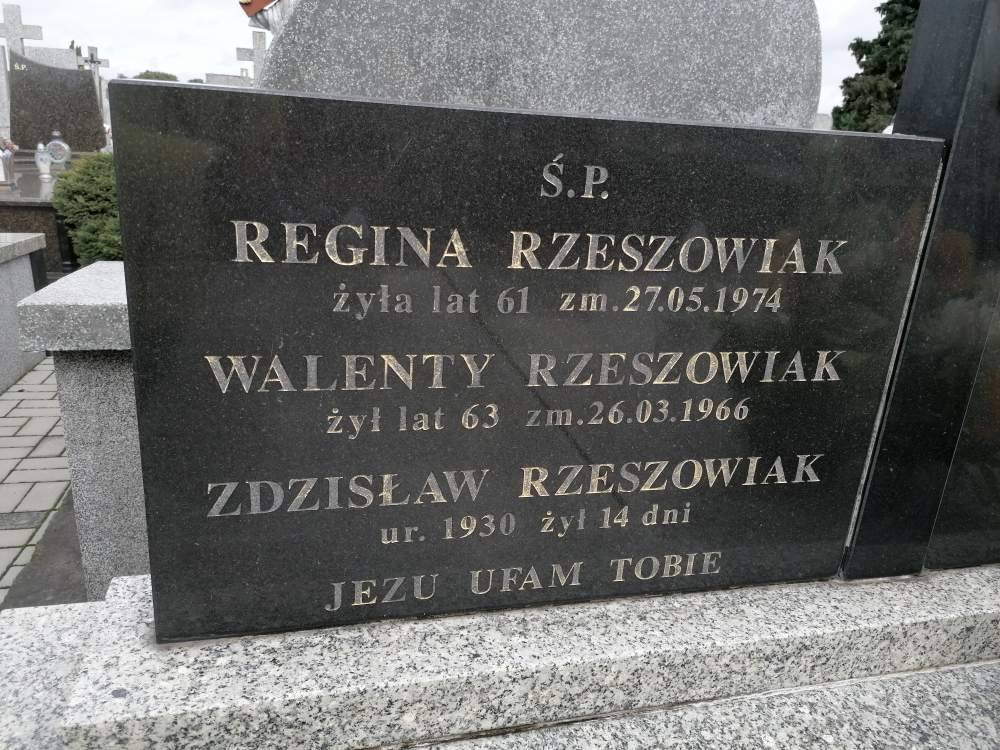 Ś.P.
Ś.P.
REGINA RZESZOWIAK
żyła lat 61 zm.27.05.1974
WALENTY RZESZOWIAK
żył lat 63 zm.26.03.1966
ZDZISŁAW RZESZOWIAK
ur. 1930 żył 14 dni
JEZU UFAM TOBIE